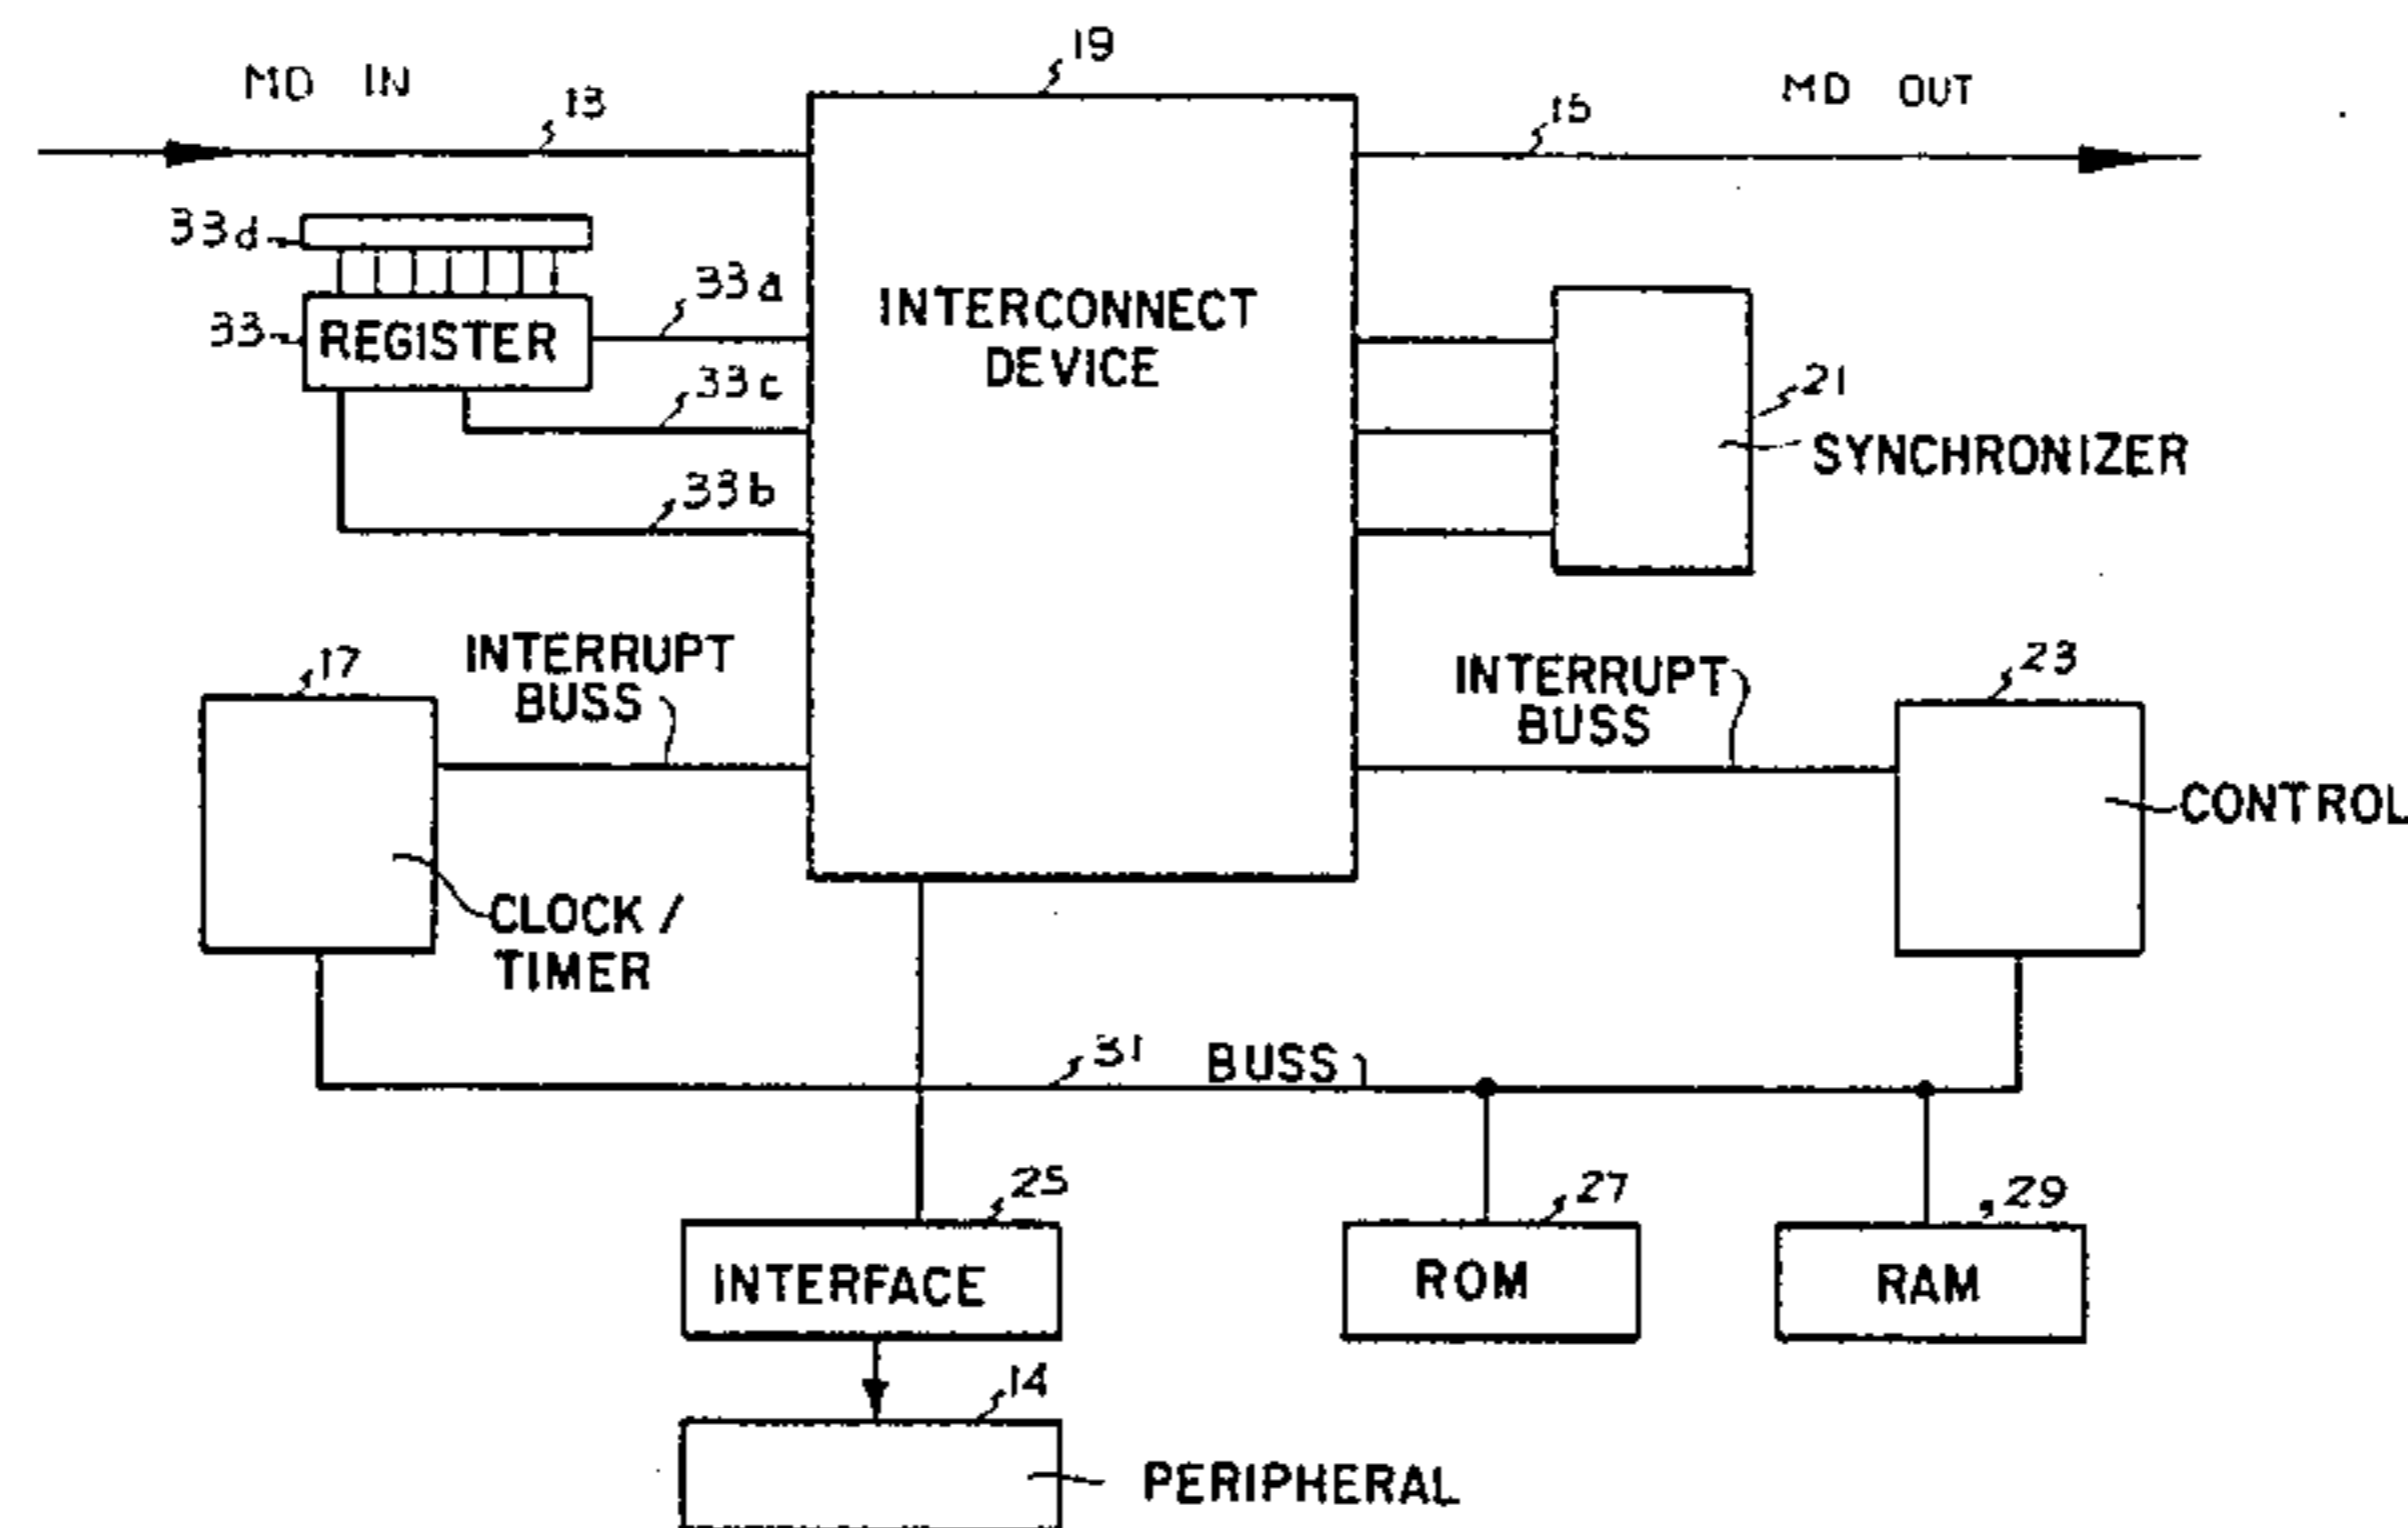 19
MD IN
13
15
MD OUT
33d
33a
33
REGISTER
INTERCONNECT
DEVICE
33c
21
SYNCHRONIZER
33b
17
INTERRUPT
BUSS
INTERRUPT
BUSS
23
CONTROL
CLOCK /
TIMER
31
BUSS
25
27
29
INTERFACE
ROM
RAM
14
PERIPHERAL